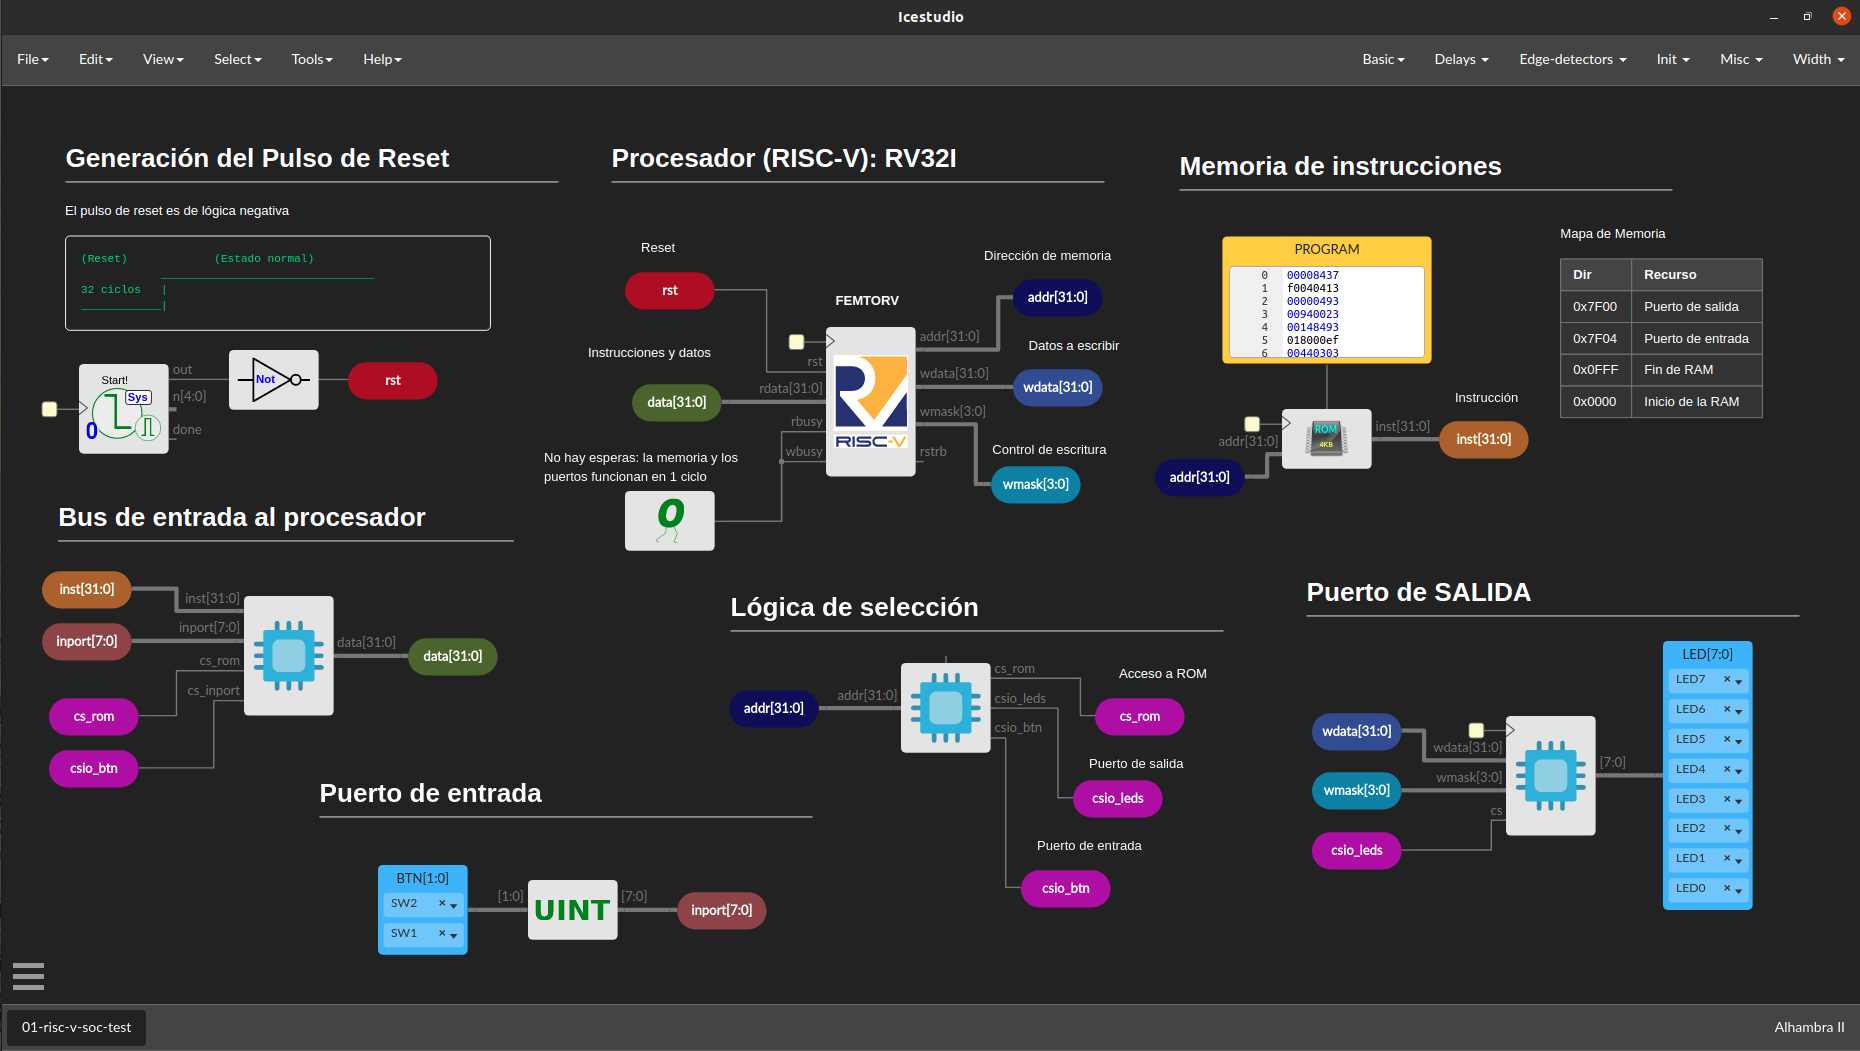 Icestudio
File
Edit
View
Select
Tools
Help
Basic
Delays
Edge-detectors
Init
Misc
Width
Generación del Pulso de Reset
El pulso de reset es de lógica negativa
(Reset) (Estado normal)
32 ciclos
Start!
Sys
0
out
n[4:0]
done
Not
rst
Procesador (RISC-V): RV32I
Reset
rst
Instrucciones y datos
data[31:0]
No hay esperas: la memoria y los
puertos funcionan en 1 ciclo
0
FEMTORV
rst
rdata[31:0]
rbusy
wbusy
RISC-V
addr[31:0]
wdata[31:0]
wmask[3:0]
rstrb
Dirección de memoria
addr[31:0]
Datos a escribir
wdata[31:0]
Control de escritura
wmask[3:0]
Memoria de instrucciones
PROGRAM
0 00008437
1 f0040413
2 00000493
3 00940023
4 00148493
5 018000ef
6 00440303
addr[31:0]
addr[31:0]
ROM
4KB
inst[31:0]
Instrucción
inst[31:0]
Mapa de Memoria
Dir Recurso
0x7F00 Puerto de salida
0x7F04 Puerto de entrada
0x0FFF Fin de RAM
0x0000 Inicio de la RAM
Bus de entrada al procesador
inst[31:0]
inport[7:0]
cs_rom
csio_btn
inst[31:0]
inport[7:0]
cs_rom
cs_inport
data[31:0]
data[31:0]
Lógica de selección
addr[31:0]
addr[31:0]
cs_rom
csio_leds
csio_btn
Acceso a ROM
cs_rom
Puerto de salida
csio_leds
Puerto de entrada
csio_btn
Puerto de SALIDA
wdata[31:0]
wmask[3:0]
csio_leds
wdata[31:0]
wmask[3:0]
cs
[7:0]
LED[7:0]
LED7 ×
LED6 ×
LED5 ×
LED4 ×
LED3 ×
LED2 ×
LED1 ×
LED0 ×
Puerto de entrada
BTN[1:0]
SW2 ×
SW1 ×
[1:0]
UINT
[7:0]
inport[7:0]
01-risc-v-soc-test
Alhambra II